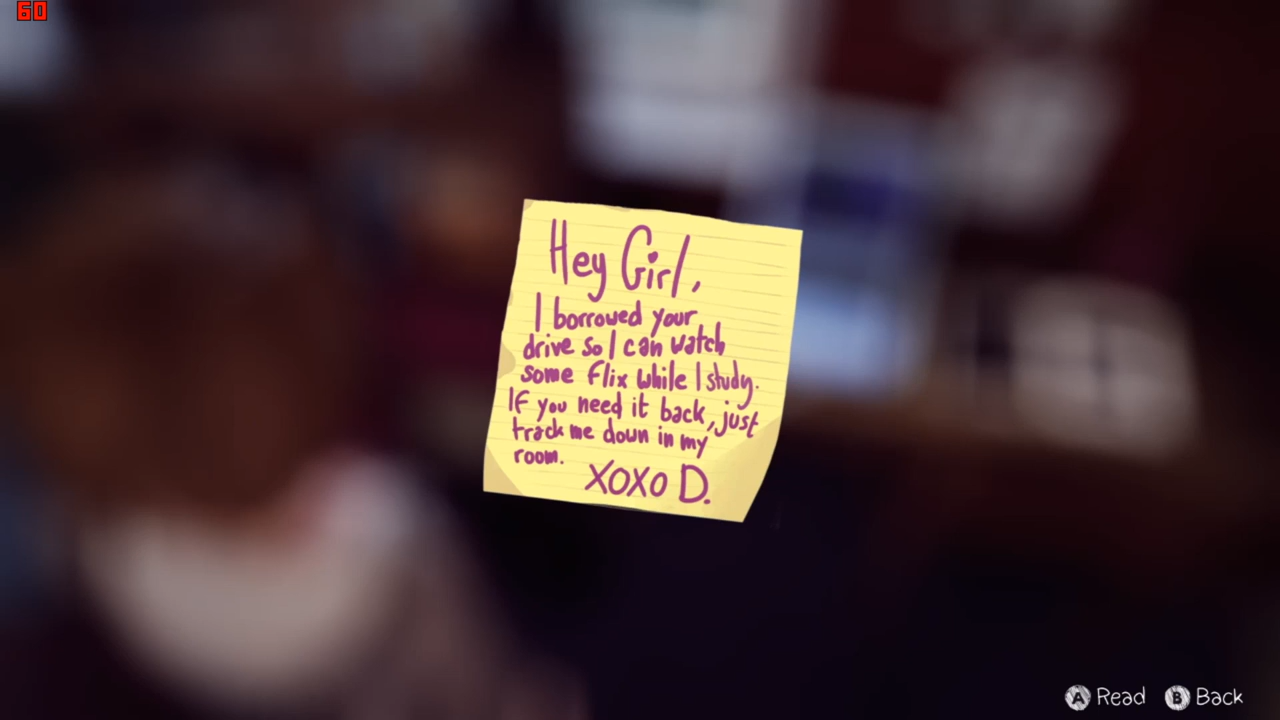 60
Hey Girl,
I borrowed your
drive so I can watch
some Flix while I study.
If you need it back, just
track me down in my
room.
XOXO D.
A Read B Back